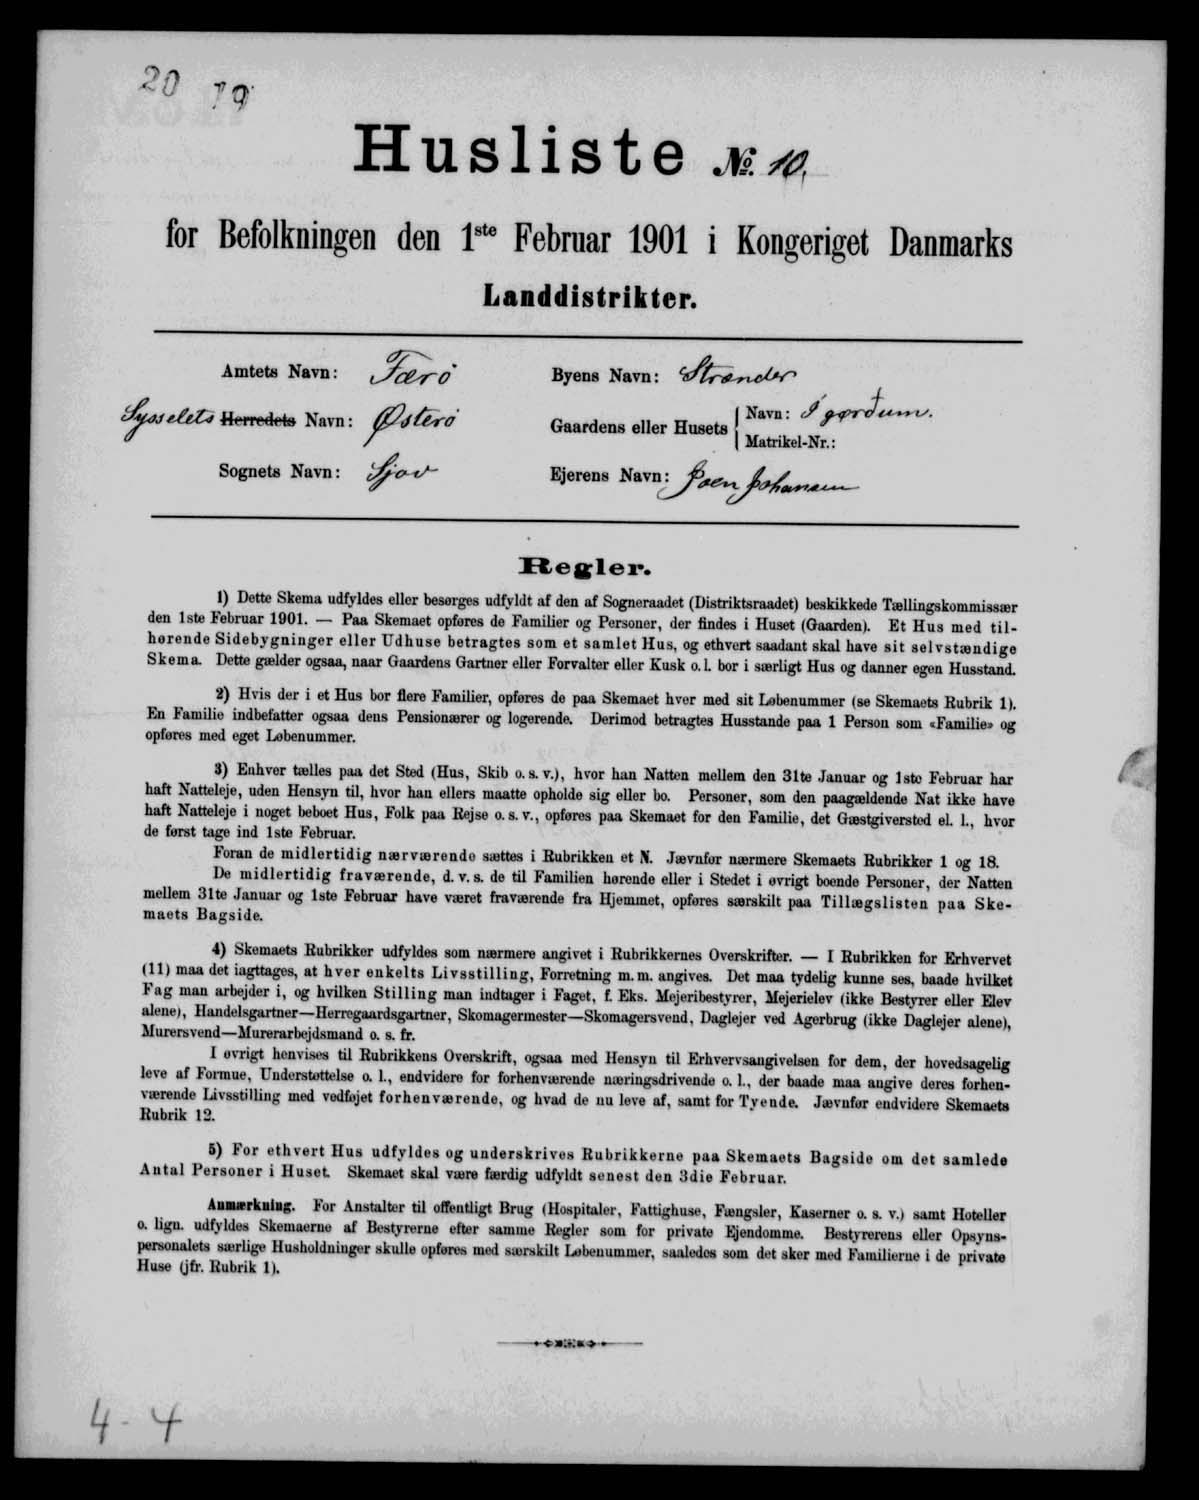 20 19
Husliste № 10.
for Befolkningen den 1ste Februar 1901 i Kongeriget Danmarks
Landdistrikter.
Amtets Navn: Færø
Byens Navn: Strænder
Sysselets Herredets Navn: Østerø
Gaardens eller Husets Navn: Í gørðum.
Matrikel-Nr.:
Sognets Navn: Sjov
Ejerens Navn: Joen Johansen
Regler.
1) Dette Skema udfyldes eller besørges udfyldt af den af Sogneraadet (Distriktsraadet) beskikkede Tællingskommissær
den 1ste Februar 1901. — Paa Skemaet opføres de Familier og Personer, der findes i Huset (Gaarden). Et Hus med til-
hørende Sidebygninger eller Udhuse betragtes som et samlet Hus, og ethvert saadant skal have sit selvstændige
Skema. Dette gælder ogsaa, naar Gaardens Gartner eller Forvalter eller Kusk o. l. bor i særligt Hus og danner egen Husstand.
2) Hvis der i et Hus bor flere Familier, opføres de paa Skemaet hver med sit Løbenummer (se Skemaets Rubrik 1).
En Familie indbefatter ogsaa dens Pensionærer og logerende. Derimod betragtes Husstande paa 1 Person som «Familie» og
opføres med eget Løbenummer.
3) Enhver tælles paa det Sted (Hus, Skib o. s. v.), hvor han Natten mellem den 31te Januar og 1ste Februar har
haft Natteleje, uden Hensyn til, hvor han ellers maatte opholde sig eller bo. Personer, som den paagældende Nat ikke have
haft Natteleje i noget beboet Hus, Folk paa Rejse o. s. v., opføres paa Skemaet for den Familie, det Gæstgiversted el. l., hvor
de først tage ind 1ste Februar.
Foran de midlertidig nærværende sættes i Rubrikken et N. Jævnfør nærmere Skemaets Rubrikker 1 og 18.
De midlertidig fraværende, d. v. s. de til Familien hørende eller i Stedet i øvrigt boende Personer, der Natten
mellem 31te Januar og 1ste Februar have været fraværende fra Hjemmet, opføres særskilt paa Tillægslisten paa Ske-
maets Bagside.
4) Skemaets Rubrikker udfyldes som nærmere angivet i Rubrikkernes Overskrifter. — I Rubrikken for Erhvervet
(11) maa det iagttages, at hver enkelts Livsstilling, Forretning m. m. angives. Det maa tydelig kunne ses, baade hvilket
Fag man arbejder i, og hvilken Stilling man indtager i Faget, f. Eks. Mejeribestyrer, Mejerielev (ikke Bestyrer eller Elev
alene), Handelsgartner—Herregaardsgartner, Skomagermester—Skomagersvend, Daglejer ved Agerbrug (ikke Daglejer alene),
Murersvend—Murerarbejdsmand o. s. fr.
I øvrigt henvises til Rubrikkens Overskrift, ogsaa med Hensyn til Erhvervsangivelsen for dem, der hovedsagelig
leve af Formue, Understøttelse o. l., endvidere for forhenværende næringsdrivende o. l., der baade maa angive deres forhen-
værende Livsstilling med vedføjet forhenværende, og hvad de nu leve af, samt for Tyende. Jævnfør endvidere Skemaets
Rubrik 12.
5) For ethvert Hus udfyldes og underskrives Rubrikkerne paa Skemaets Bagside om det samlede
Antal Personer i Huset. Skemaet skal være færdig udfyldt senest den 3die Februar.
Anmærkning. For Anstalter til offentligt Brug (Hospitaler, Fattighuse, Fængsler, Kaserner o. s. v.) samt Hoteller
o. lign. udfyldes Skemaerne af Bestyrerne efter samme Regler som for private Ejendomme. Bestyrerens eller Opsyns-
personalets særlige Husholdninger skulle opføres med særskilt Løbenummer, saaledes som det sker med Familierne i de private
Huse (jfr. Rubrik 1).
4 - 4